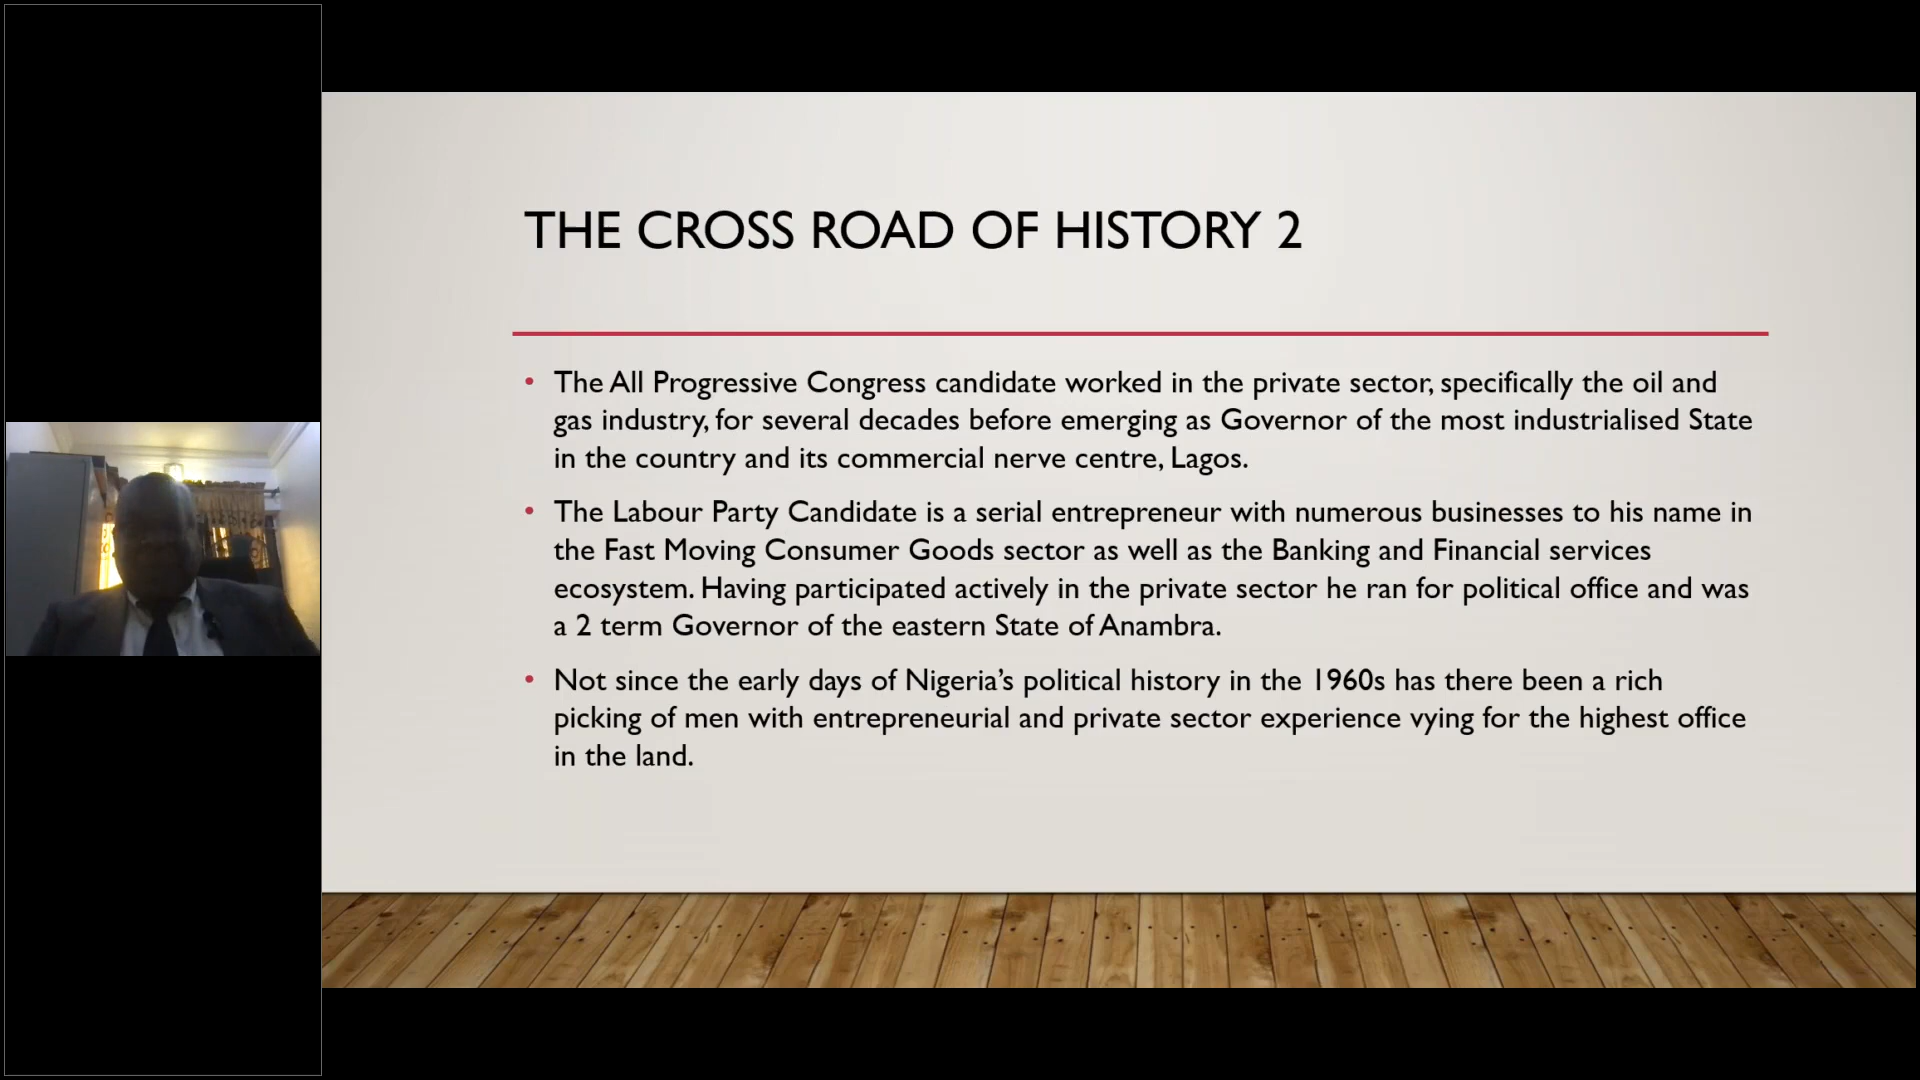 THE CROSS ROAD OF HISTORY 2
• The All Progressive Congress candidate worked in the private sector, specifically the oil and
gas industry, for several decades before emerging as Governor of the most industrialised State
in the country and its commercial nerve centre, Lagos.
• The Labour Party Candidate is a serial entrepreneur with numerous businesses to his name in
the Fast Moving Consumer Goods sector as well as the Banking and Financial services
ecosystem. Having participated actively in the private sector he ran for political office and was
a 2 term Governor of the eastern State of Anambra.
• Not since the early days of Nigeria’s political history in the 1960s has there been a rich
picking of men with entrepreneurial and private sector experience vying for the highest office
in the land.